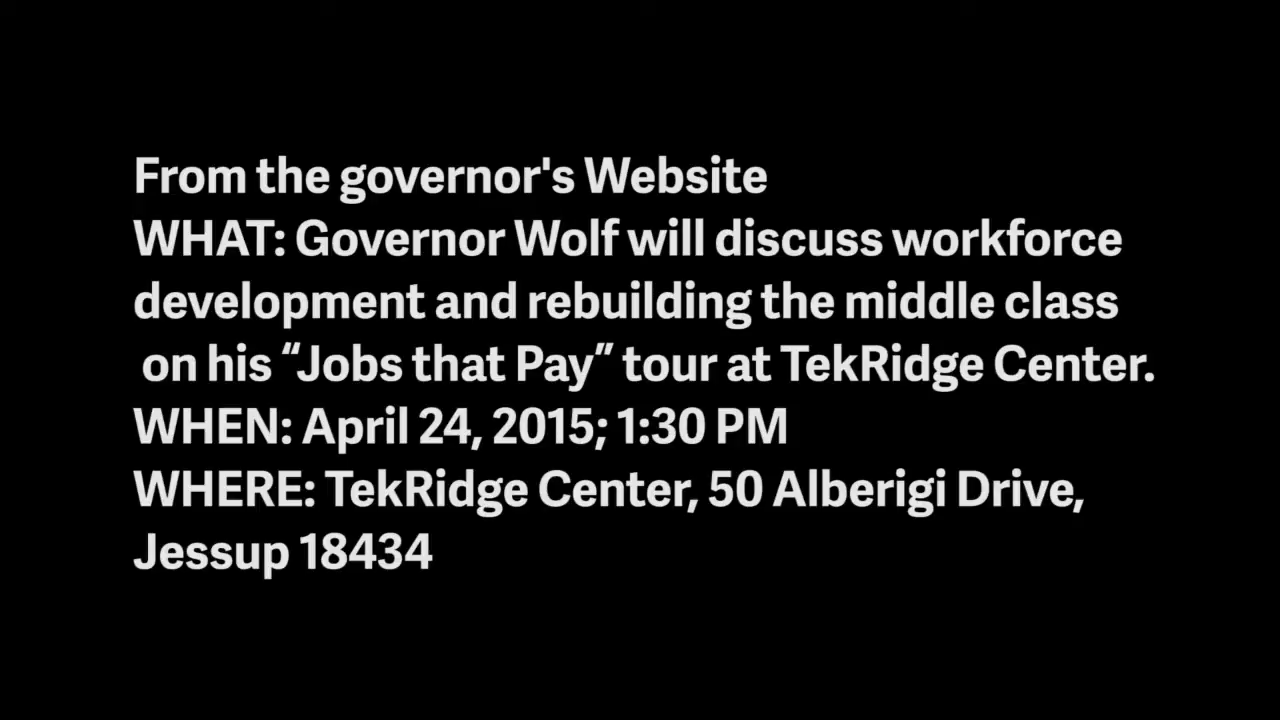 From the governor's Website
WHAT: Governor Wolf will discuss workforce
development and rebuilding the middle class
on his “Jobs that Pay” tour at TekRidge Center.
WHEN: April 24, 2015; 1:30 PM
WHERE: TekRidge Center, 50 Alberigi Drive,
Jessup 18434